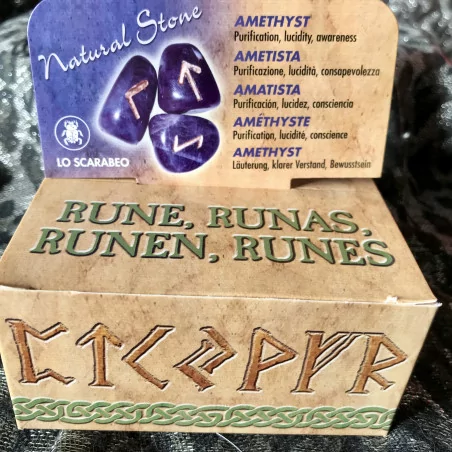 Natural Stone
AMETHYST
Purification, lucidity, awareness
AMETISTA
Purificazione, lucidità, consapevolezza
AMATISTA
Purificación, lucidez, consciencia
AMÉTHYSTE
Purification, lucidité, conscience
AMETHYST
Läuterung, klarer Verstand, Bewusstsein
LO SCARABEO
RUNE, RUNAS,
RUNEN, RUNES
ᛈᛏᚲᛃᚹᚠᚱ